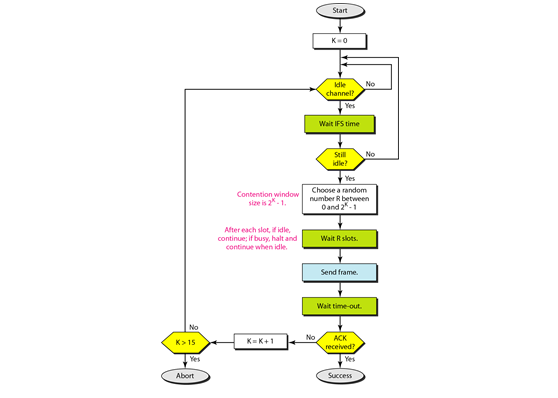 Start
K = 0
Idle
channel?
No
Yes
Wait IFS time
Still
idle?
No
Yes
Contention window
size is 2^K - 1.
Choose a random
number R between
0 and 2^K - 1
After each slot, if idle,
continue; if busy, halt and
continue when idle.
Wait R slots.
Send frame.
Wait time-out.
ACK
received?
No
Yes
K = K + 1
K > 15
No
Yes
Abort
Success